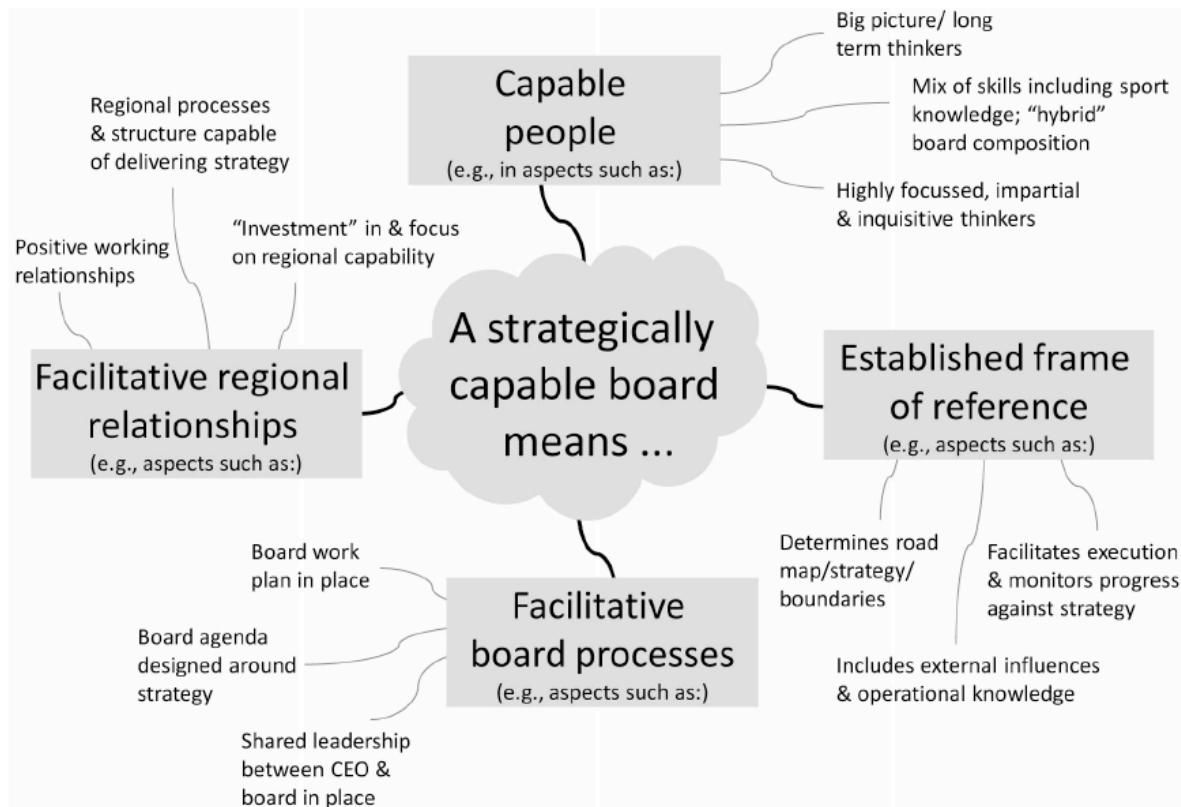 A strategically
capable board
means ...
Capable
people
(e.g., in aspects such as:)
Big picture/ long
term thinkers
Mix of skills including sport
knowledge; “hybrid”
board composition
Highly focussed, impartial
& inquisitive thinkers
Established frame
of reference
(e.g., aspects such as:)
Determines road
map/strategy/
boundaries
Includes external influences
& operational knowledge
Facilitates execution
& monitors progress
against strategy
Facilitative
board processes
(e.g., aspects such as:)
Board work
plan in place
Board agenda
designed around
strategy
Shared leadership
between CEO &
board in place
Facilitative regional
relationships
(e.g., aspects such as:)
Positive working
relationships
Regional processes
& structure capable
of delivering strategy
“Investment” in & focus
on regional capability